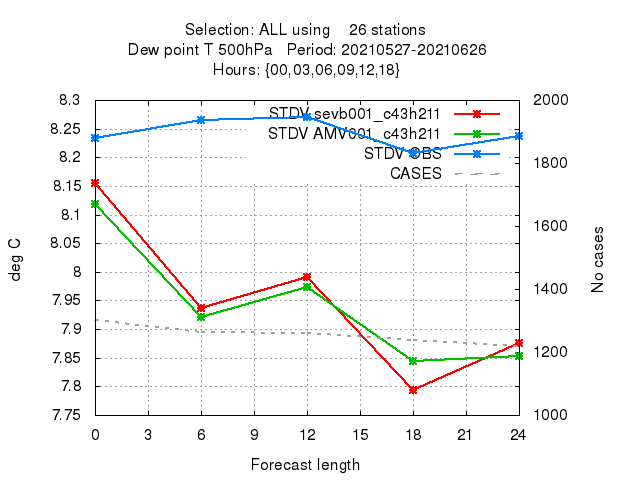 Selection: ALL using 26 stations
Dew point T 500hPa Period: 20210527-20210626
Hours: {00,03,06,09,12,18}
STDV sevb001_c43h211
STDV AMV001_c43h211
STDV OBS
CASES
8.3
8.25
8.2
8.15
8.1
8.05
8
7.95
7.9
7.85
7.8
7.75
2000
1800
1600
1400
1200
1000
deg C
No cases
0 3 6 9 12 15 18 21 24
Forecast length